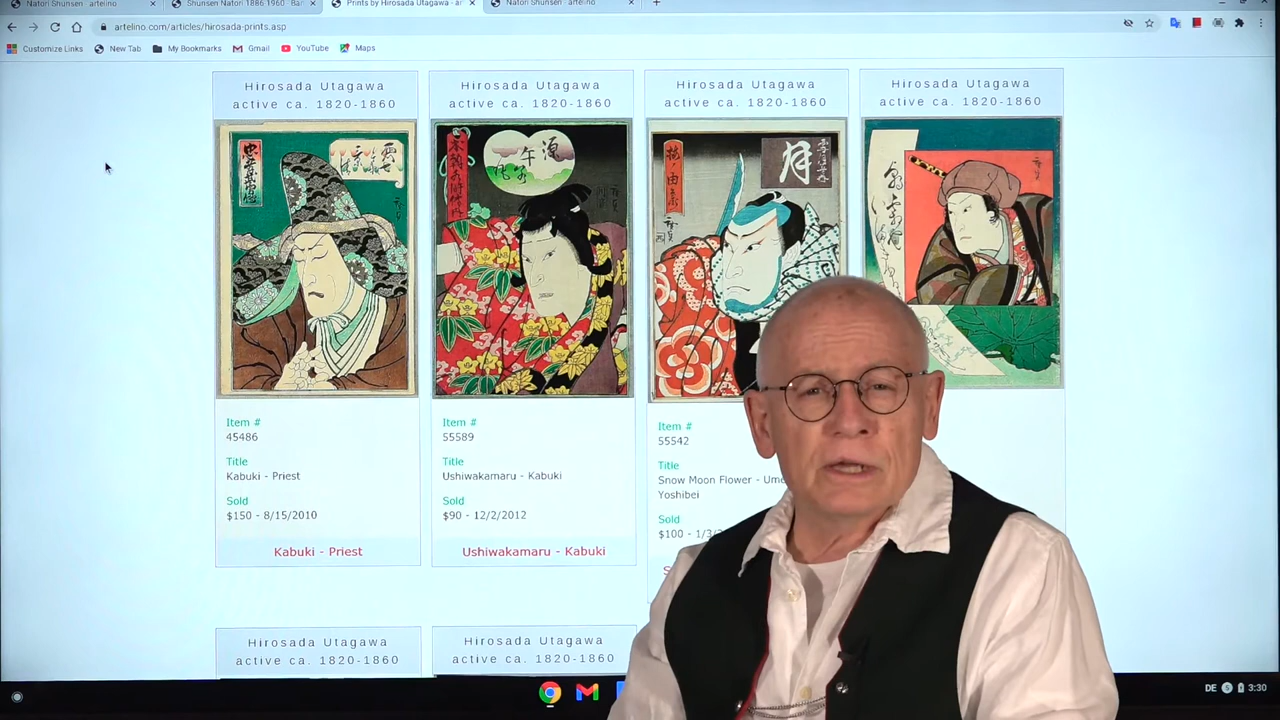 Natori Shunsen - artelino
Shunsen Natori 1886 1960 - Bar
Prints by Hirosada Utagawa - ar
Natori Shunsen - artelino
artelino.com/articles/hirosada-prints.asp
Customize Links
New Tab
My Bookmarks
Gmail
YouTube
Maps
Hirosada Utagawa
active ca. 1820-1860
Hirosada Utagawa
active ca. 1820-1860
Hirosada Utagawa
active ca. 1820-1860
Hirosada Utagawa
active ca. 1820-1860
月
Item #
45486
Title
Kabuki - Priest
Sold
$150 - 8/15/2010
Kabuki - Priest
Item #
55589
Title
Ushiwakamaru - Kabuki
Sold
$90 - 12/2/2012
Ushiwakamaru - Kabuki
Item #
55542
Title
Snow Moon Flower - Ume
Yoshibei
Sold
$100 - 1/3/
Hirosada Utagawa
active ca. 1820-1860
Hirosada Utagawa
active ca. 1820-1860
DE
3:30